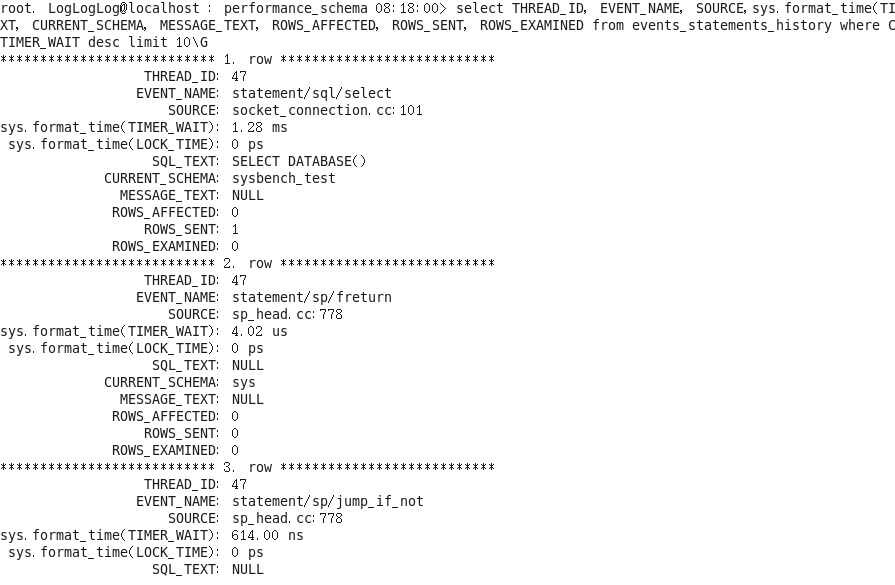 root. LogLogLog@localhost : performance_schema 08:18:00> select THREAD_ID, EVENT_NAME, SOURCE,sys.format_time(TI
XT, CURRENT_SCHEMA, MESSAGE_TEXT, ROWS_AFFECTED, ROWS_SENT, ROWS_EXAMINED from events_statements_history where C
TIMER_WAIT desc limit 10\G
*************************** 1. row ***************************
THREAD_ID: 47
EVENT_NAME: statement/sql/select
SOURCE: socket_connection.cc:101
sys.format_time(TIMER_WAIT): 1.28 ms
sys.format_time(LOCK_TIME): 0 ps
SQL_TEXT: SELECT DATABASE()
CURRENT_SCHEMA: sysbench_test
MESSAGE_TEXT: NULL
ROWS_AFFECTED: 0
ROWS_SENT: 1
ROWS_EXAMINED: 0
*************************** 2. row ***************************
THREAD_ID: 47
EVENT_NAME: statement/sp/freturn
SOURCE: sp_head.cc:778
sys.format_time(TIMER_WAIT): 4.02 us
sys.format_time(LOCK_TIME): 0 ps
SQL_TEXT: NULL
CURRENT_SCHEMA: sys
MESSAGE_TEXT: NULL
ROWS_AFFECTED: 0
ROWS_SENT: 0
ROWS_EXAMINED: 0
*************************** 3. row ***************************
THREAD_ID: 47
EVENT_NAME: statement/sp/jump_if_not
SOURCE: sp_head.cc:778
sys.format_time(TIMER_WAIT): 614.00 ns
sys.format_time(LOCK_TIME): 0 ps
SQL_TEXT: NULL